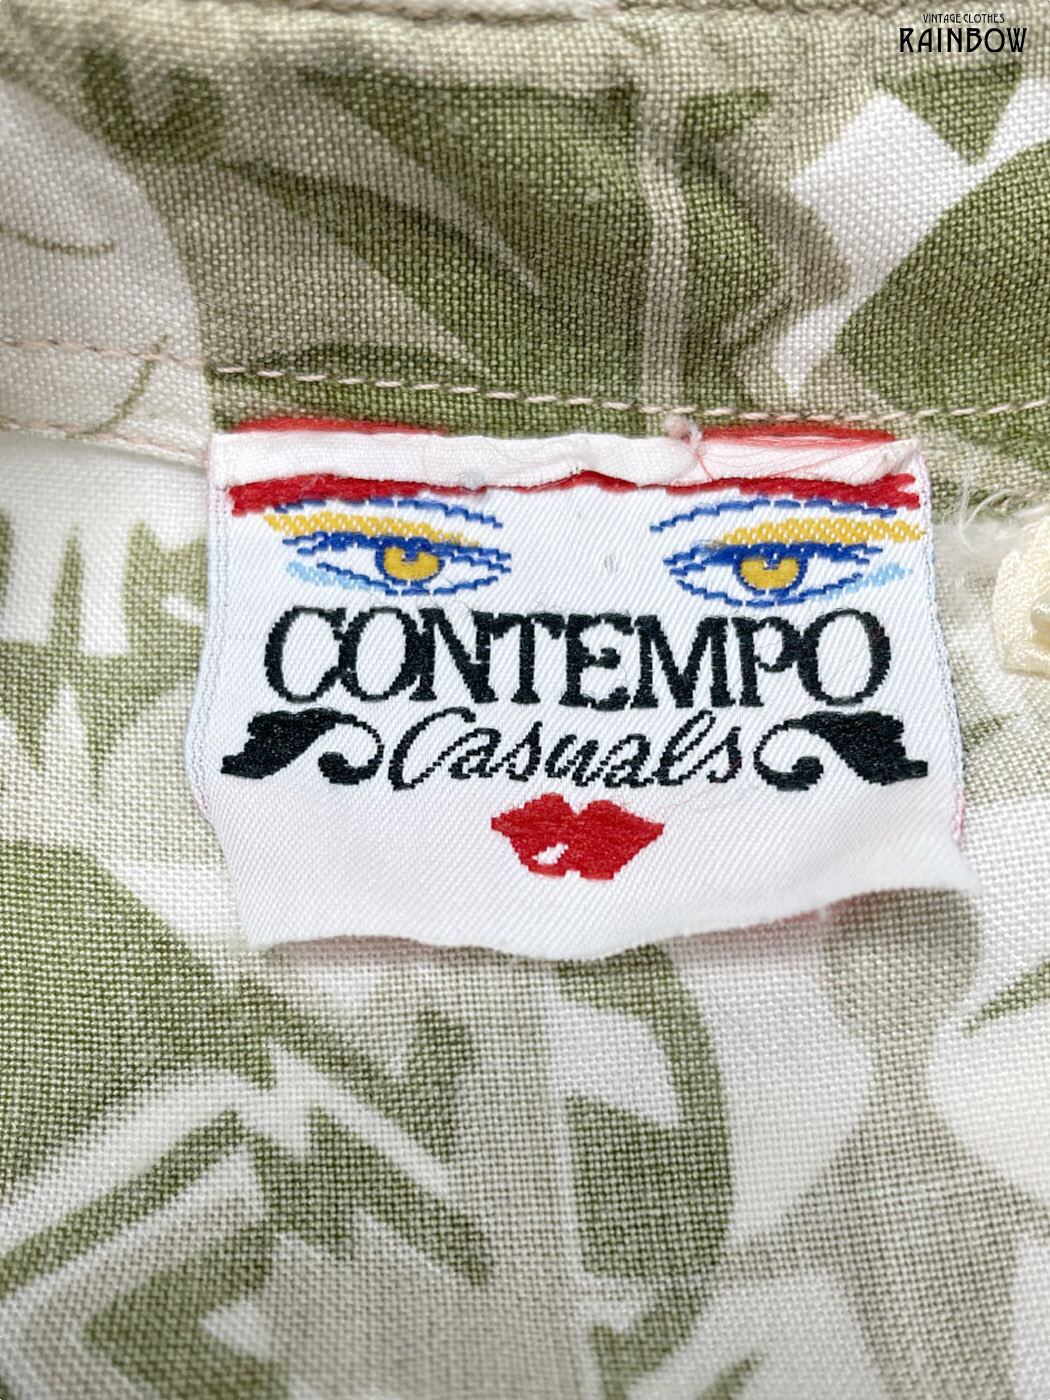 VINTAGE CLOTHES
RAINBOW
CONTEMPO
Casuals